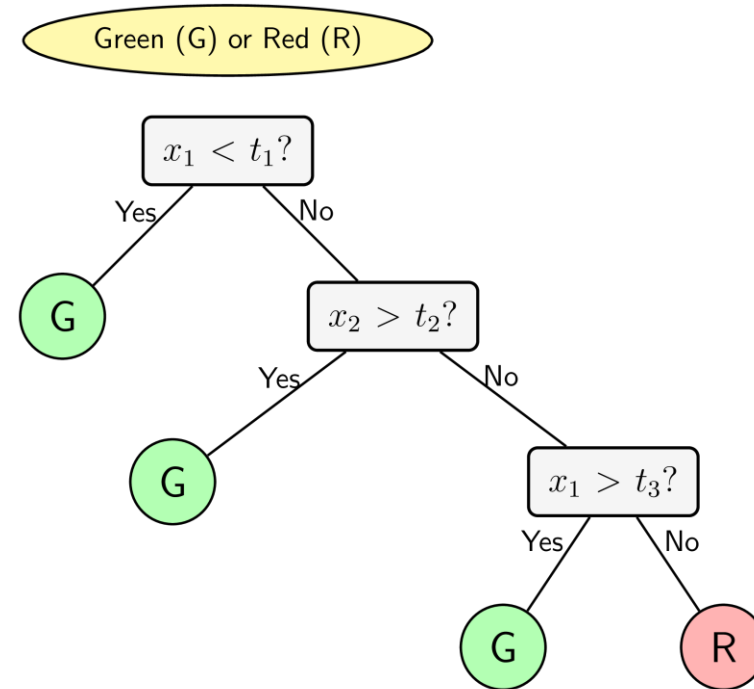 Green (G) or Red (R)
x₁ < t₁?
Yes
No
G
x₂ > t₂?
Yes
No
G
x₁ > t₃?
Yes
No
G
R